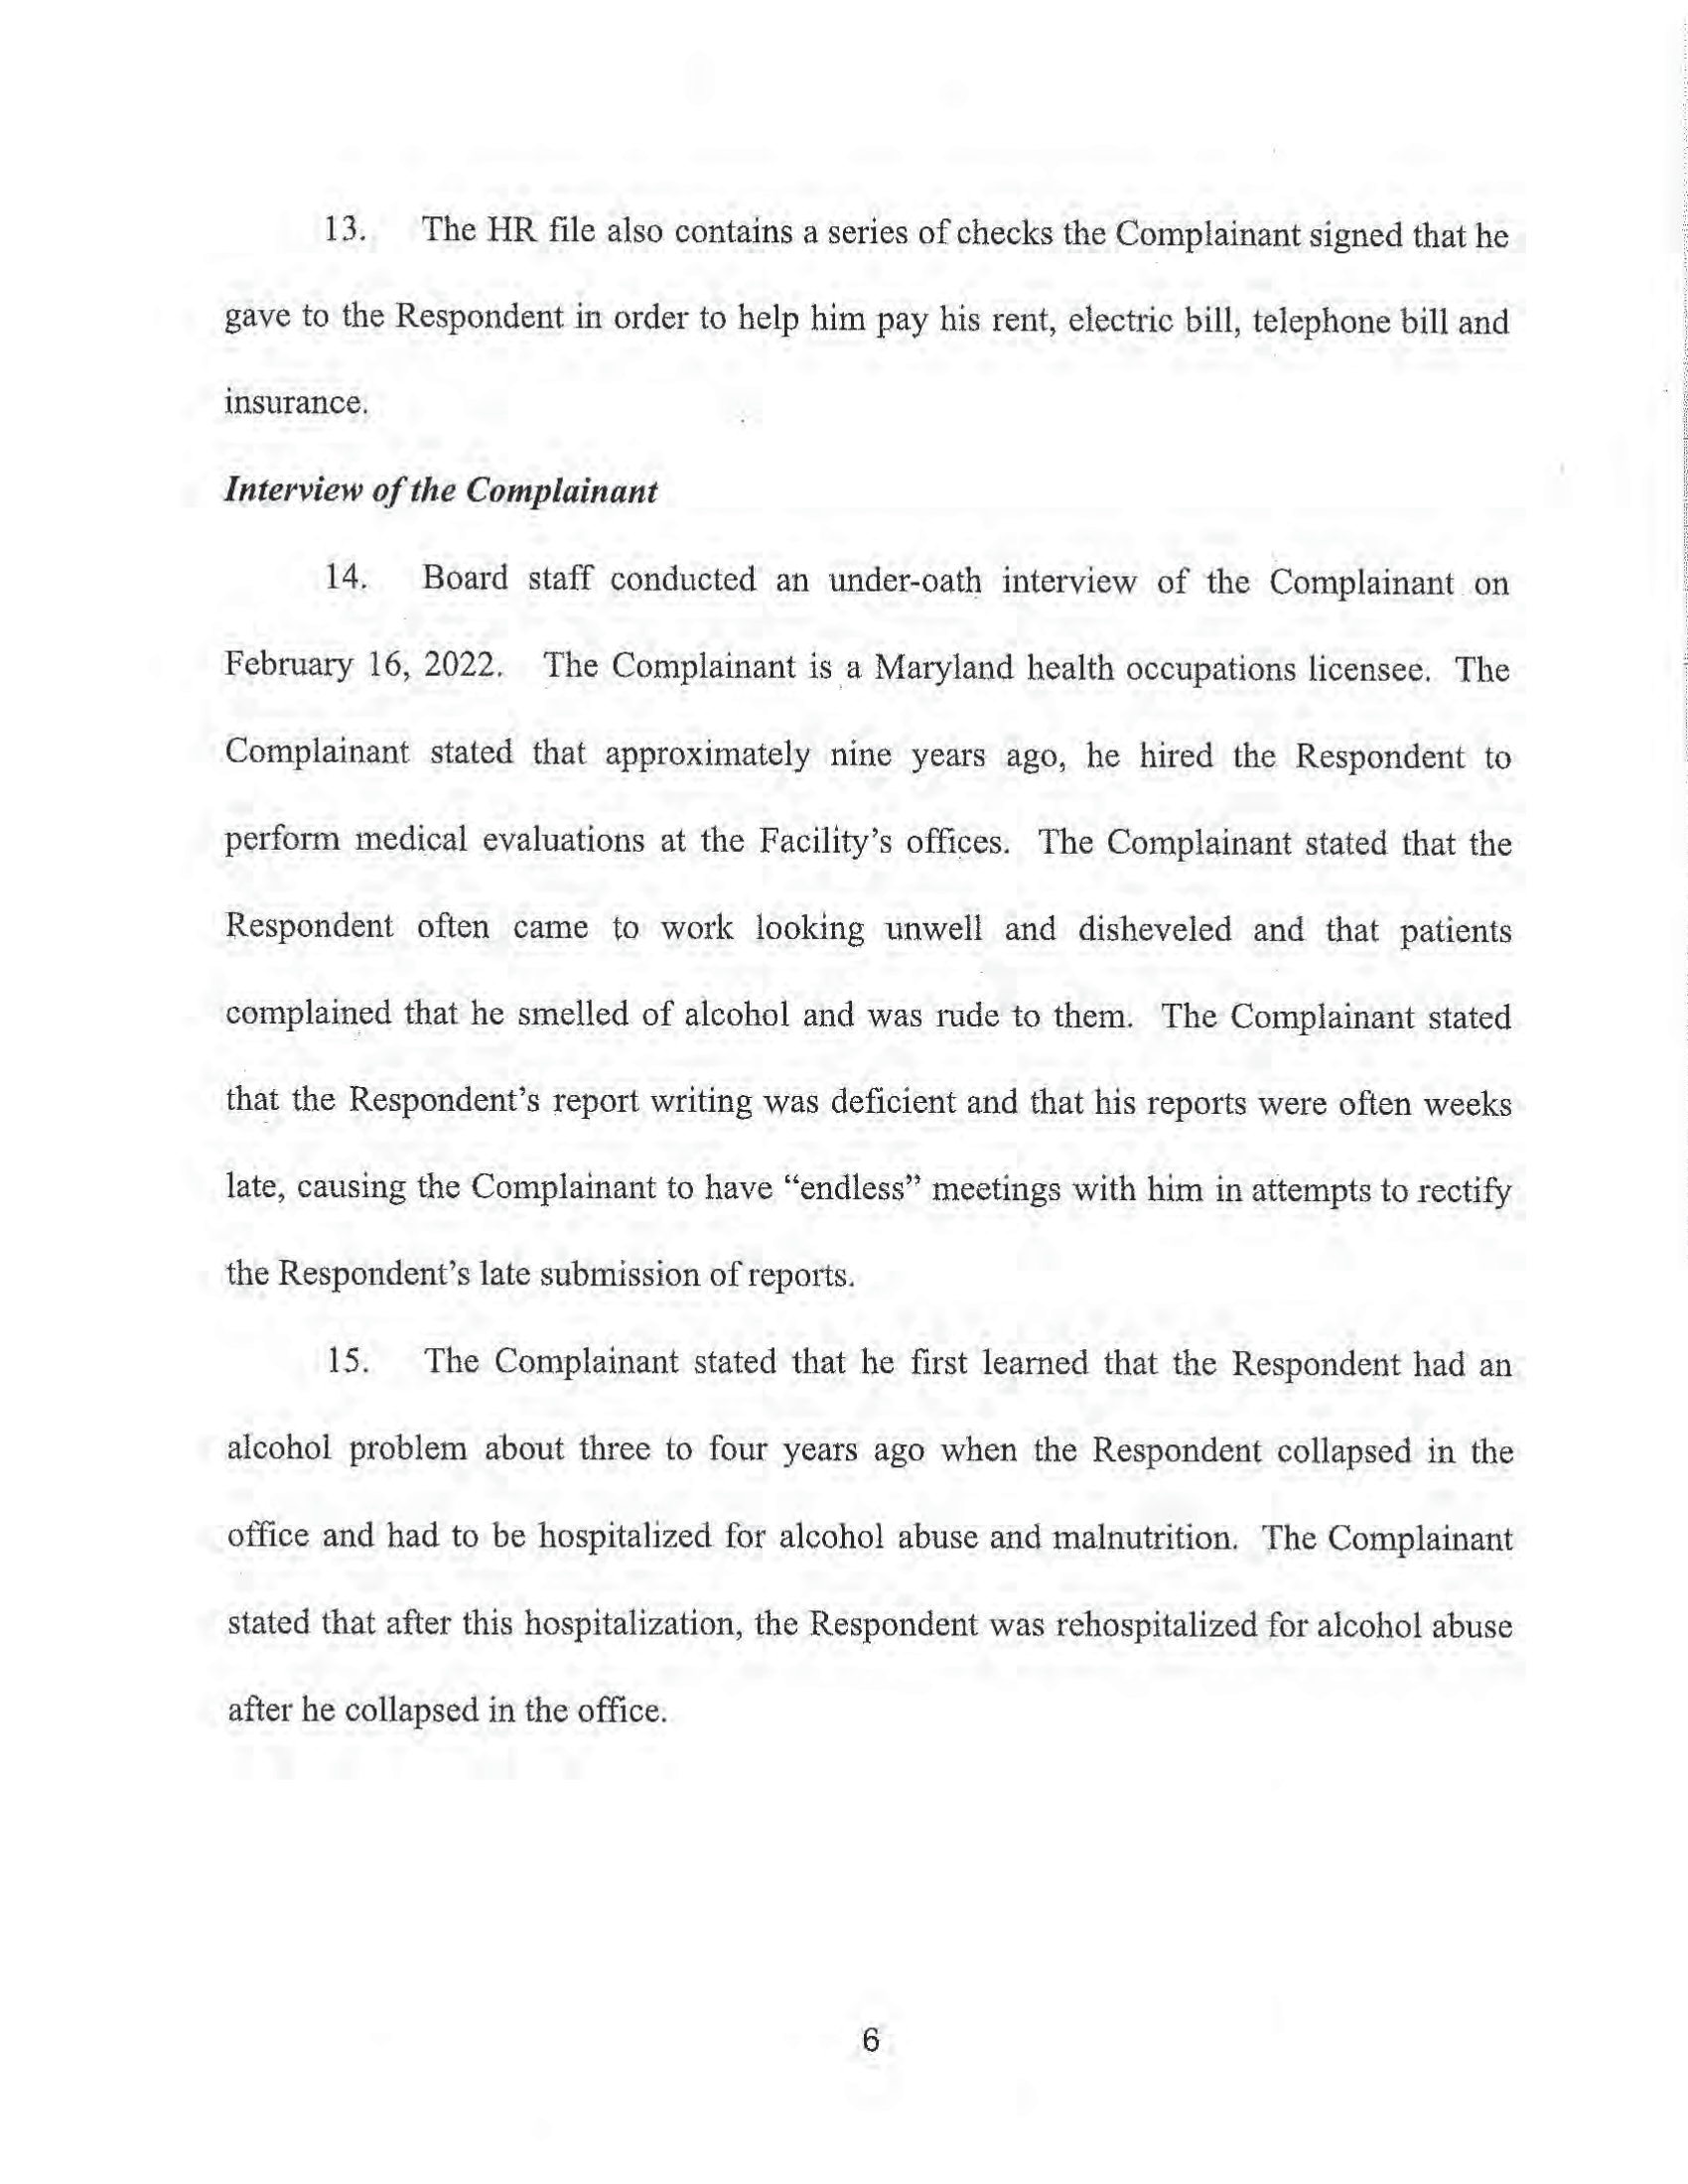 13. The HR file also contains a series of checks the Complainant signed that he
gave to the Respondent in order to help him pay his rent, electric bill, telephone bill and
insurance.
Interview of the Complainant
14. Board staff conducted an under-oath interview of the Complainant on
February 16, 2022. The Complainant is a Maryland health occupations licensee. The
Complainant stated that approximately nine years ago, he hired the Respondent to
perform medical evaluations at the Facility's offices. The Complainant stated that the
Respondent often came to work looking unwell and disheveled and that patients
complained that he smelled of alcohol and was rude to them. The Complainant stated
that the Respondent's report writing was deficient and that his reports were often weeks
late, causing the Complainant to have “endless” meetings with him in attempts to rectify
the Respondent's late submission of reports.
15. The Complainant stated that he first learned that the Respondent had an
alcohol problem about three to four years ago when the Respondent collapsed in the
office and had to be hospitalized for alcohol abuse and malnutrition. The Complainant
stated that after this hospitalization, the Respondent was rehospitalized for alcohol abuse
after he collapsed in the office.
6